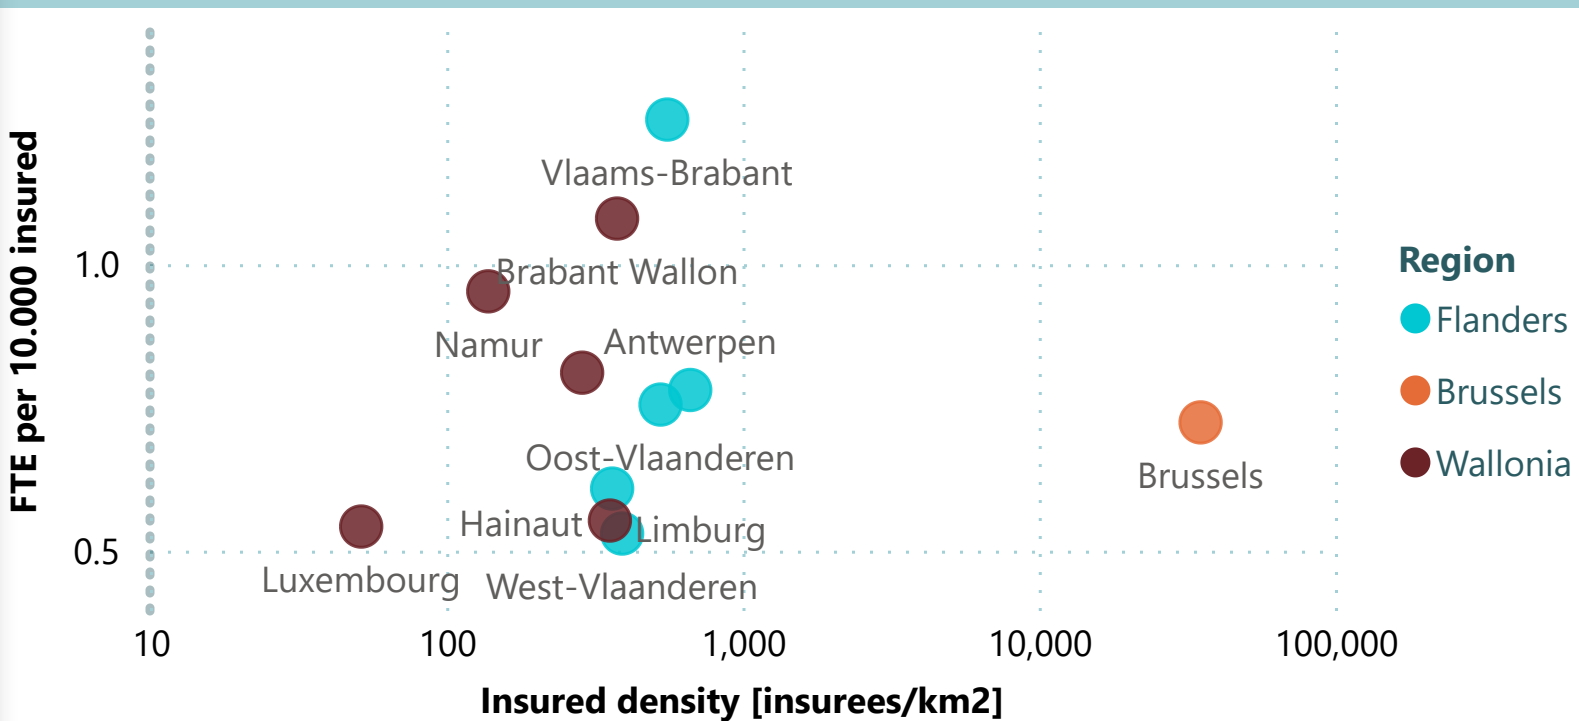 FTE per 10.000 insured
1.0
0.5
Vlaams-Brabant
Brabant Wallon
Namur
Antwerpen
Oost-Vlaanderen
Brussels
Hainaut
Limburg
Luxembourg
West-Vlaanderen
10
100
1,000
10,000
100,000
Insured density [insurees/km2]
Region
Flanders
Brussels
Wallonia